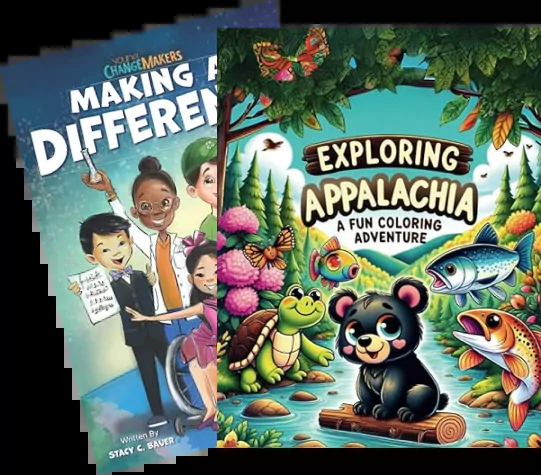 YOUNG
CHANGEMAKERS
MAKING A
DIFFEREN
Written By
STACY C. BAUER
EXPLORING
APPALACHIA
A FUN COLORING
ADVENTURE